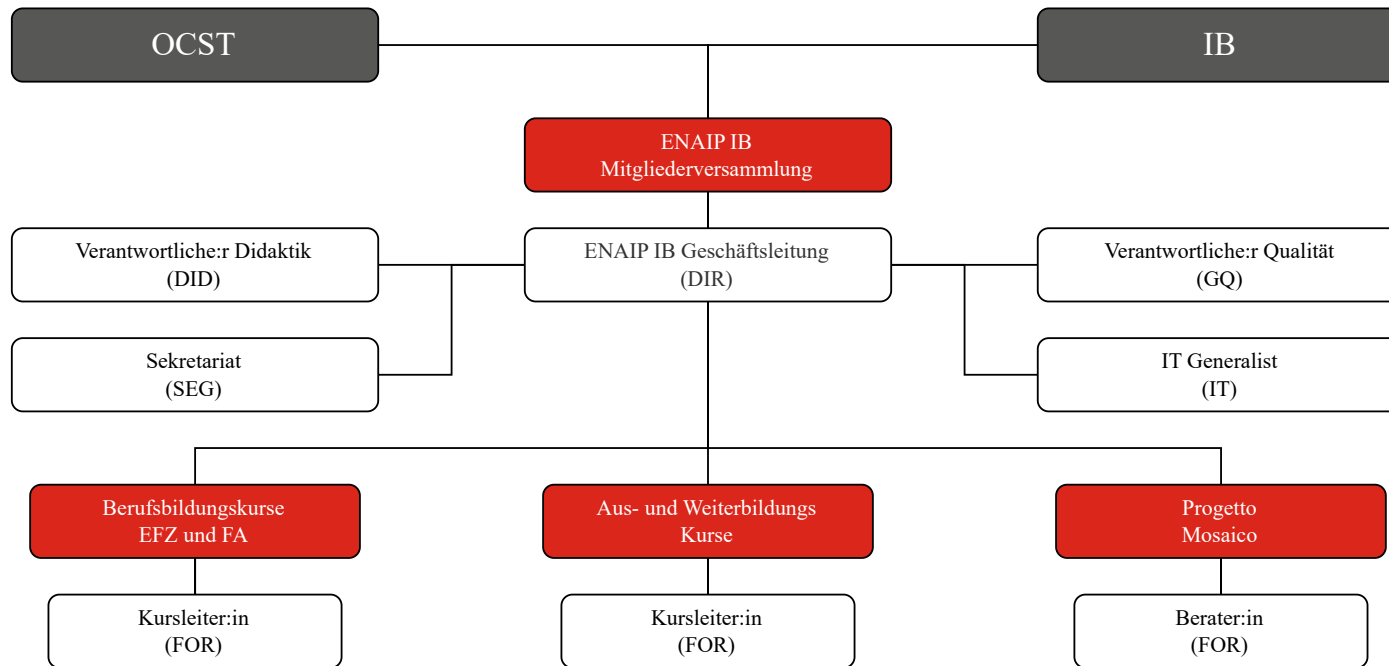 OCST
IB
ENAIP IB
Mitgliederversammlung
Verantwortliche:r Didaktik
(DID)
ENAIP IB Geschäftsleitung
(DIR)
Verantwortliche:r Qualität
(GQ)
Sekretariat
(SEG)
IT Generalist
(IT)
Berufsbildungskurse
EFZ und FA
Aus- und Weiterbildungs
Kurse
Progetto
Mosaico
Kursleiter:in
(FOR)
Kursleiter:in
(FOR)
Berater:in
(FOR)